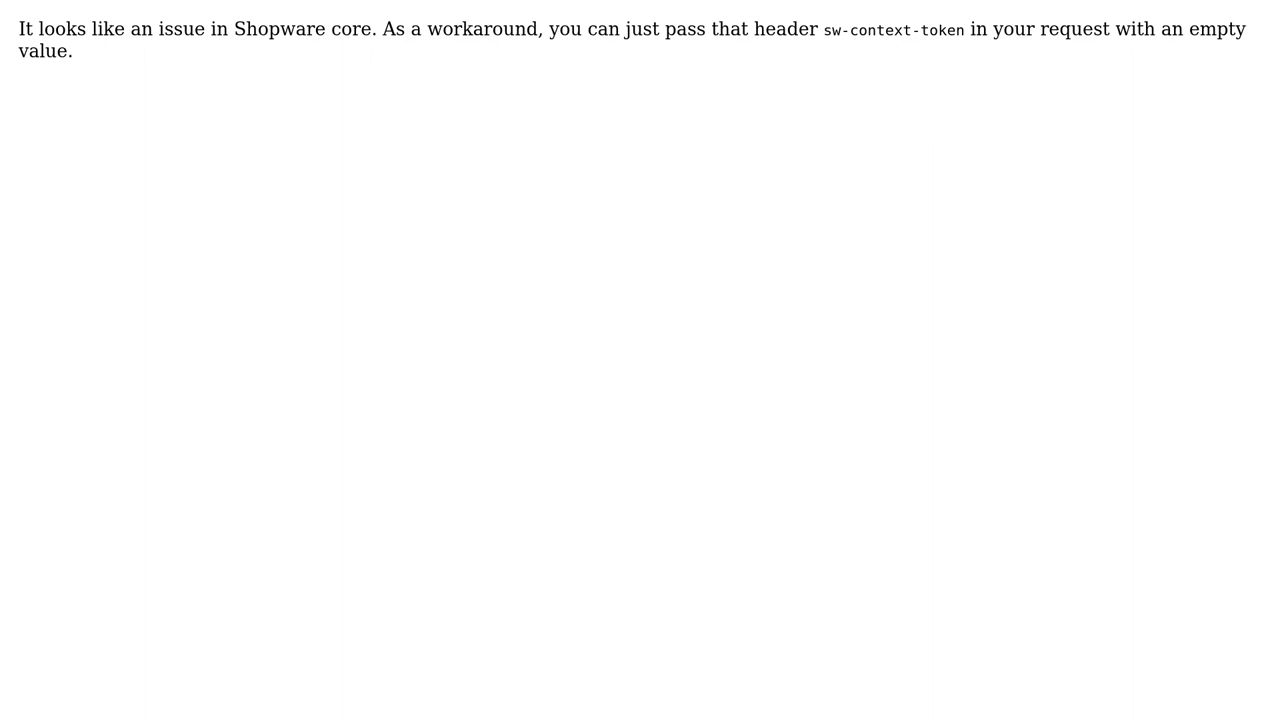 It looks like an issue in Shopware core. As a workaround, you can just pass that header sw-context-token in your request with an empty
value.